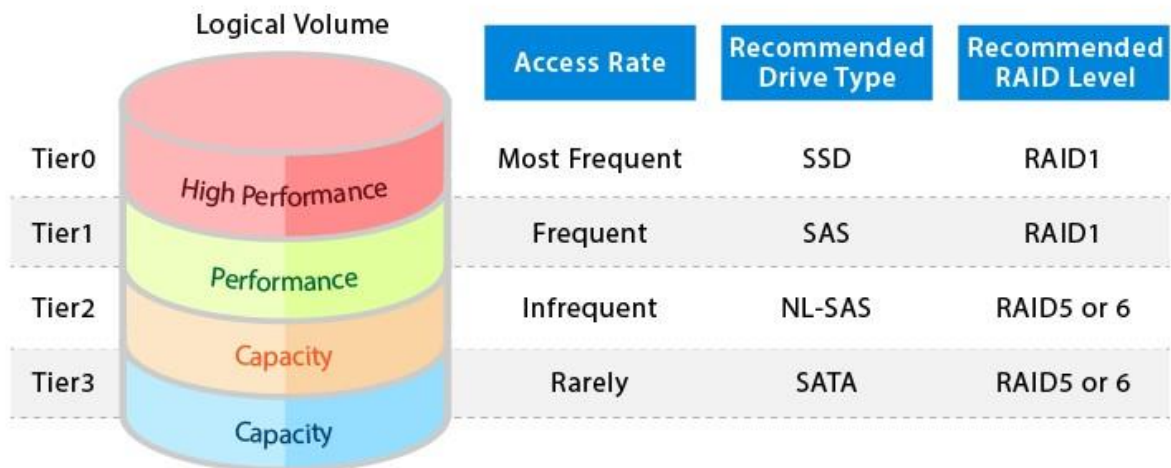 Logical Volume
Access Rate
Recommended
Drive Type
Recommended
RAID Level
Tier0
High Performance
Most Frequent
SSD
RAID1
Tier1
Performance
Frequent
SAS
RAID1
Tier2
Capacity
Infrequent
NL-SAS
RAID5 or 6
Tier3
Capacity
Rarely
SATA
RAID5 or 6